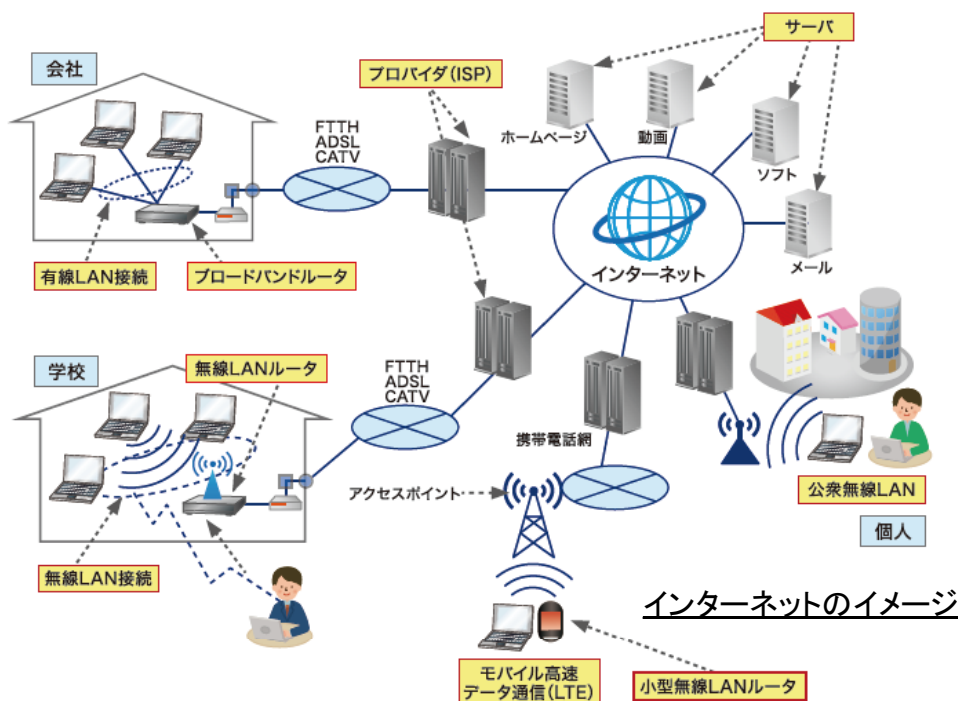 サーバ
会社
プロバイダ(ISP)
FTTH
ADSL
CATV
ホームページ
動画
ソフト
メール
インターネット
有線LAN接続
ブロードバンドルータ
学校
無線LANルータ
FTTH
ADSL
CATV
携帯電話網
アクセスポイント
公衆無線LAN
個人
無線LAN接続
インターネットのイメージ
モバイル高速
データ通信(LTE)
小型無線LANルータ